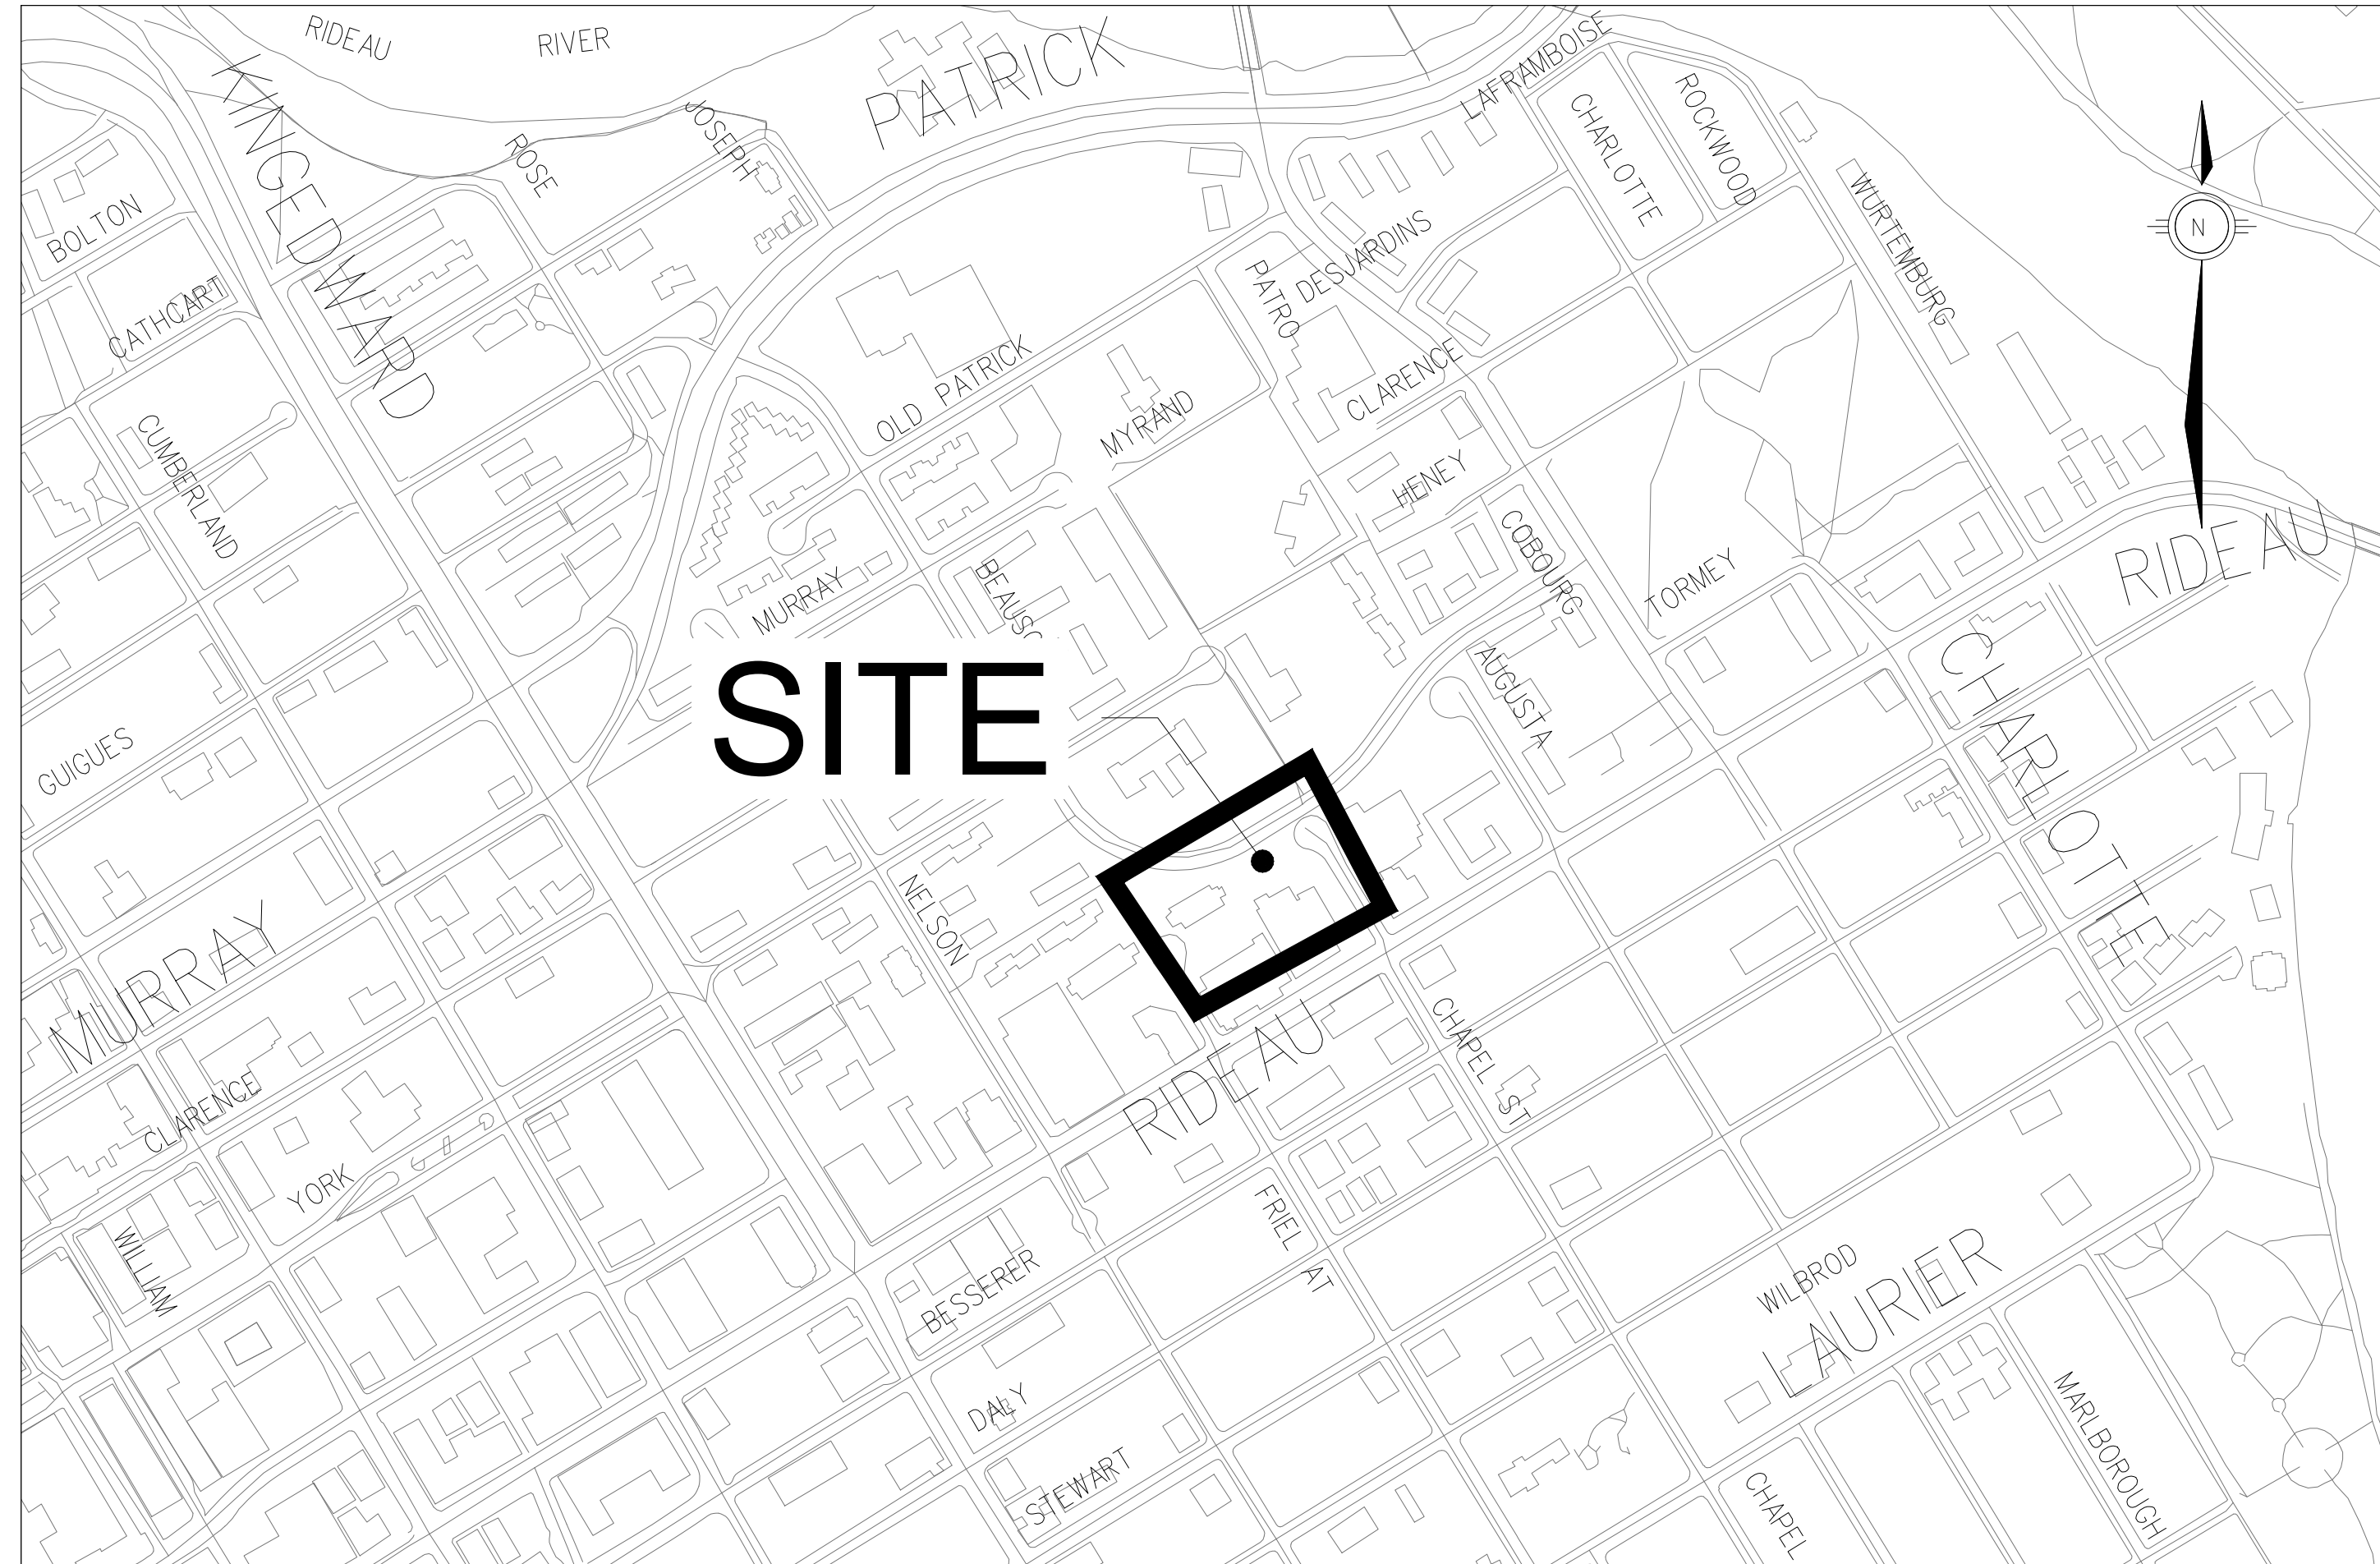 RIDEAU
RIVER
PATRICK
LAFRAMBOISE
KING EDWARD
ROSE
JOSEPH
CHARLOTTE
ROCKWOOD
BOLTON
WURTEMBURG
CATHCART
PATRO
DESJARDINS
N
OLD PATRICK
MYRAND
CLARENCE
CUMBERLAND
HENEY
COBOURG
RIDEAU
MURRAY
TORMEY
SITE
AUGUSTA
CHARLOTTE
GUIGUES
NELSON
MURRAY
CHAPEL ST
RIDEAU
CLARENCE
YORK
WILLIAM
FRIEL
AT
BESSERER
WILBROD
LAURIER
DALY
MARLBOROUGH
STEWART
CHAPEL